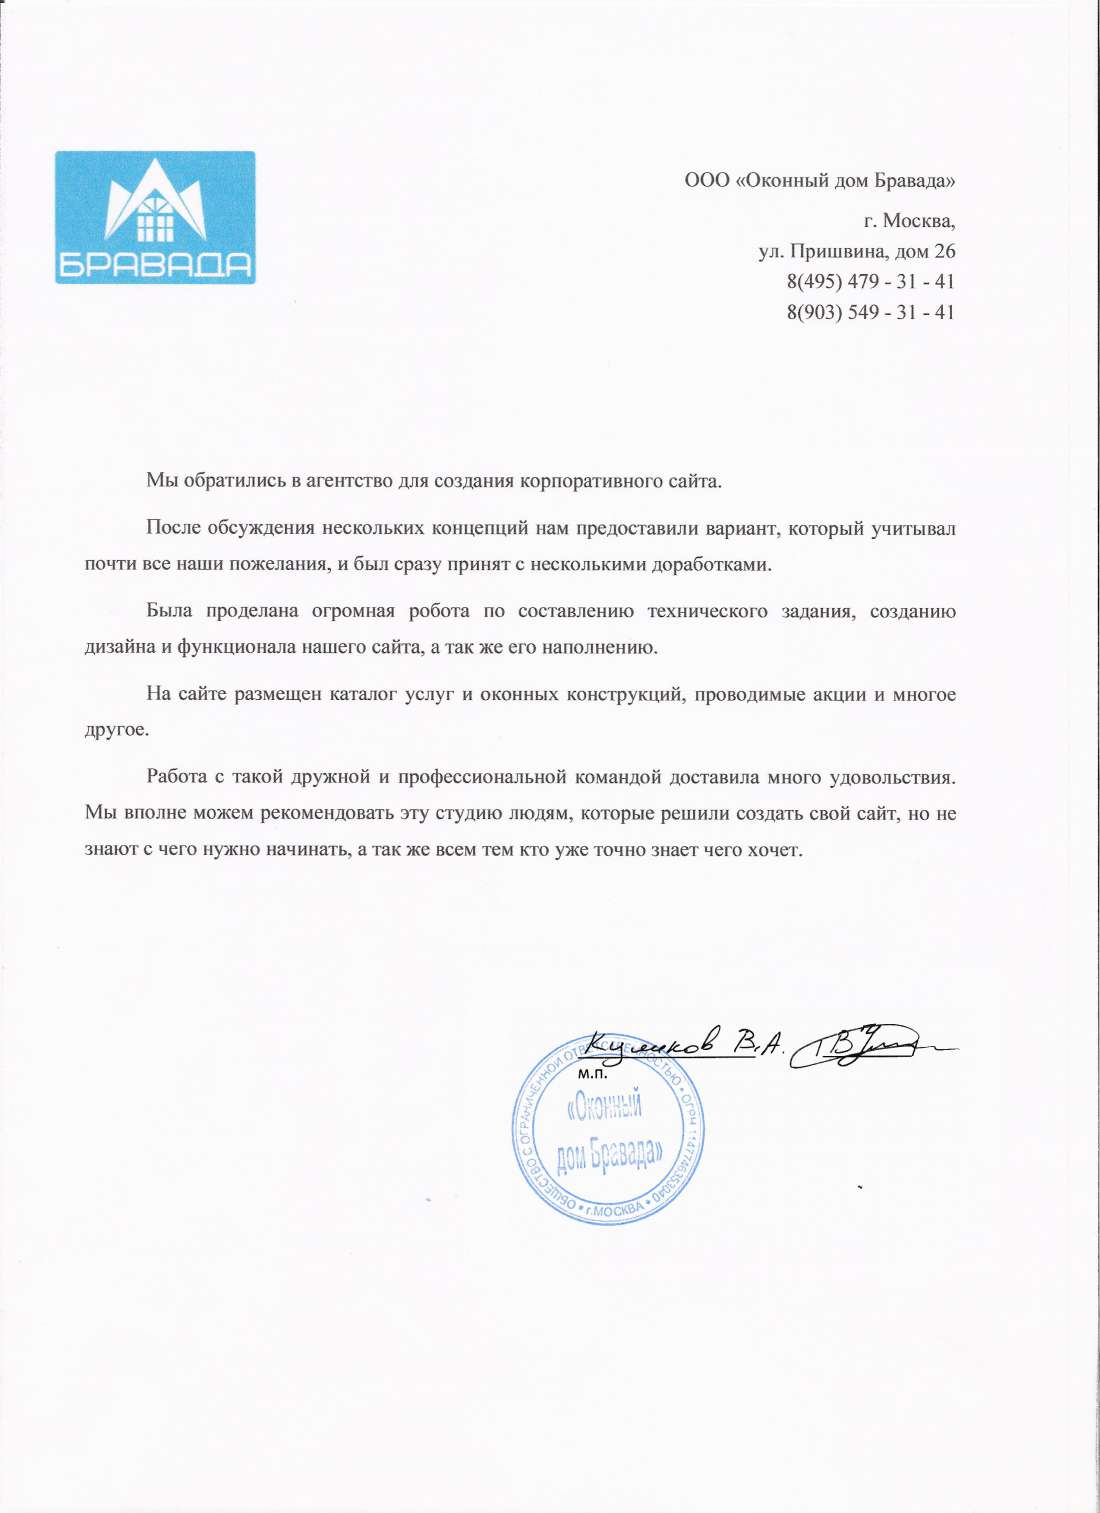 БРАВАДА
ООО «Оконный дом Бравада»
г. Москва,
ул. Пришвина, дом 26
8(495) 479 - 31 - 41
8(903) 549 - 31 - 41
Мы обратились в агентство для создания корпоративного сайта.
После обсуждения нескольких концепций нам предоставили вариант, который учитывал
почти все наши пожелания, и был сразу принят с несколькими доработками.
Была проделана огромная робота по составлению технического задания, созданию
дизайна и функционала нашего сайта, а так же его наполнению.
На сайте размещен каталог услуг и оконных конструкций, проводимые акции и многое
другое.
Работа с такой дружной и профессиональной командой доставила много удовольствия.
Мы вполне можем рекомендовать эту студию людям, которые решили создать свой сайт, но не
знают с чего нужно начинать, а так же всем тем кто уже точно знает чего хочет.
Куликов В.А.
М.П.
ОБЩЕСТВО С ОГРАНИЧЕННОЙ ОТВЕТСТВЕННОСТЬЮ • ОГРН 1147746353040
• г.МОСКВА •
«Оконный
дом Бравада»